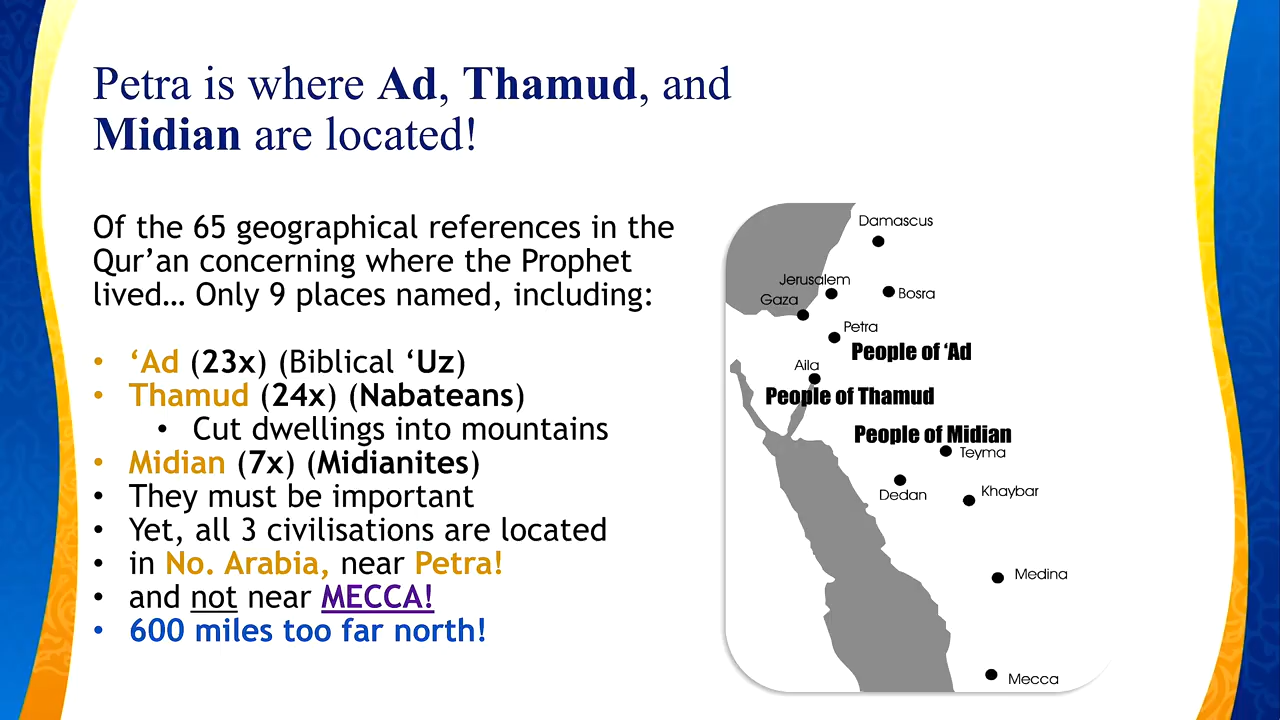 Petra is where Ad, Thamud, and
Midian are located!
Of the 65 geographical references in the
Qur’an concerning where the Prophet
lived… Only 9 places named, including:
• ‘Ad (23x) (Biblical ‘Uz)
• Thamud (24x) (Nabateans)
• Cut dwellings into mountains
• Midian (7x) (Midianites)
• They must be important
• Yet, all 3 civilisations are located
• in No. Arabia, near Petra!
• and not near MECCA!
• 600 miles too far north!
Damascus
Jerusalem
Gaza
Bosra
Petra
People of ‘Ad
Aila
People of Thamud
People of Midian
Teyma
Dedan
Khaybar
Medina
Mecca